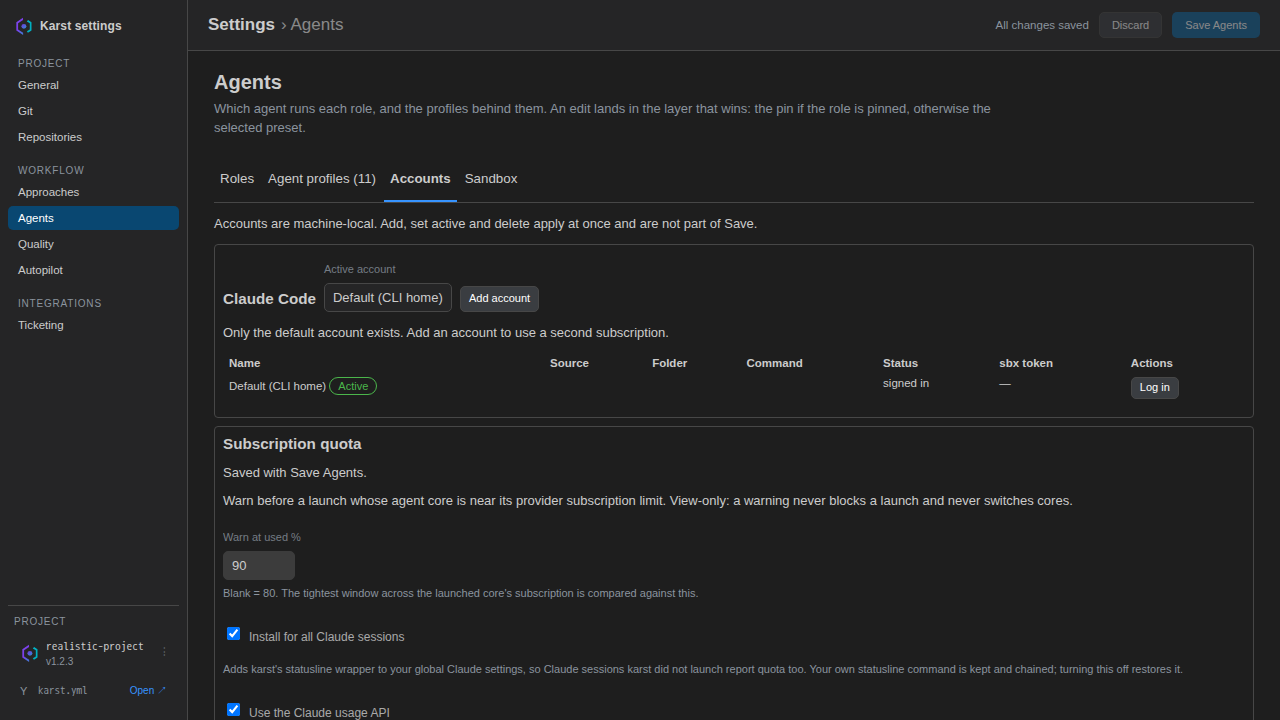 Karst settings
Settings › Agents
All changes saved
Discard
Save Agents
PROJECT
General
Git
Repositories
WORKFLOW
Approaches
Agents
Quality
Autopilot
INTEGRATIONS
Ticketing
PROJECT
realistic-project
v1.2.3
Y karst.yml
Open ↗
Agents
Which agent runs each role, and the profiles behind them. An edit lands in the layer that wins: the pin if the role is pinned, otherwise the
selected preset.
Roles Agent profiles (11) Accounts Sandbox
Accounts are machine-local. Add, set active and delete apply at once and are not part of Save.
Active account
Claude Code Default (CLI home) Add account
Only the default account exists. Add an account to use a second subscription.
Name Source Folder Command Status sbx token Actions
Default (CLI home) Active signed in — Log in
Subscription quota
Saved with Save Agents.
Warn before a launch whose agent core is near its provider subscription limit. View-only: a warning never blocks a launch and never switches cores.
Warn at used %
90
Blank = 80. The tightest window across the launched core's subscription is compared against this.
Install for all Claude sessions
Adds karst's statusline wrapper to your global Claude settings, so Claude sessions karst did not launch report quota too. Your own statusline command is kept and chained; turning this off restores it.
Use the Claude usage API